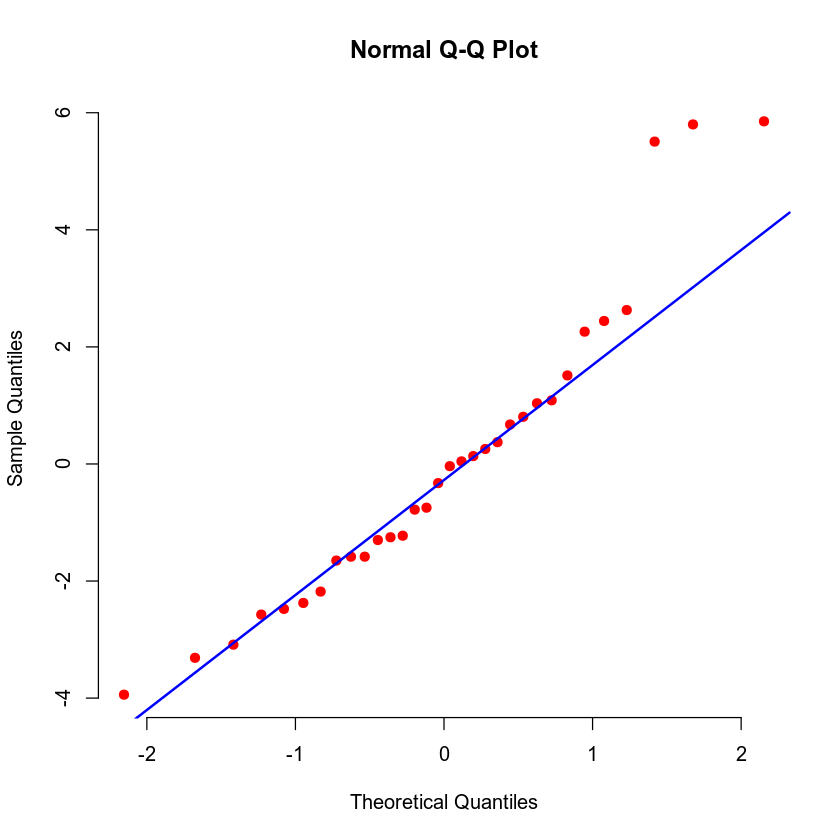 Normal Q-Q Plot
Sample Quantiles
6
4
2
0
-2
-4
-2 -1 0 1 2
Theoretical Quantiles